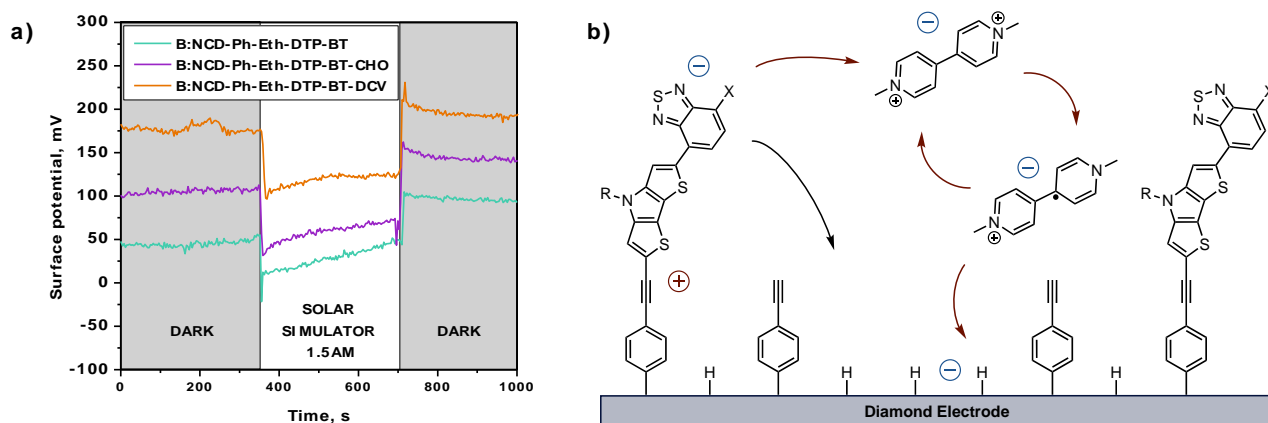 a)
300
250
200
150
100
50
0
-50
-100
Surface potential, mV
B:NCD-Ph-Eth-DTP-BT
B:NCD-Ph-Eth-DTP-BT-CHO
B:NCD-Ph-Eth-DTP-BT-DCV
DARK
SOLAR
SIMULATOR
1.5AM
DARK
0 200 400 600 800 1000
Time, s
b)
N
S
N
X
S
R
N
S
H
N
N
H H H
N
N
H
N
S
N
X
S
R
N
S
Diamond Electrode